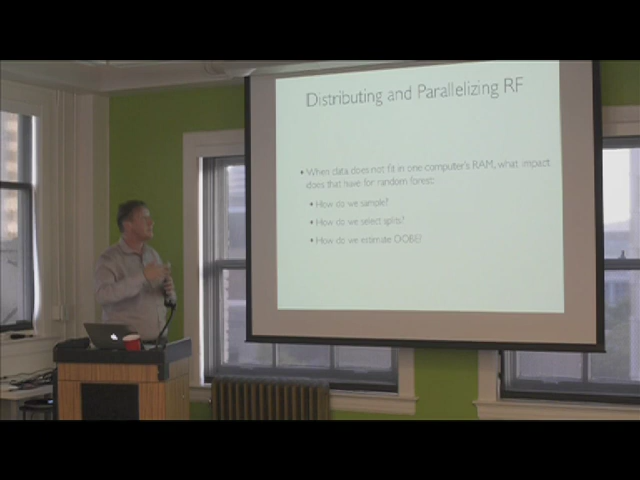 Distributing and Parallelizing RF
• When data does not fit in one computer's RAM, what impact
does that have for random forest:
• How do we sample?
• How do we select splits?
• How do we estimate OOBE?